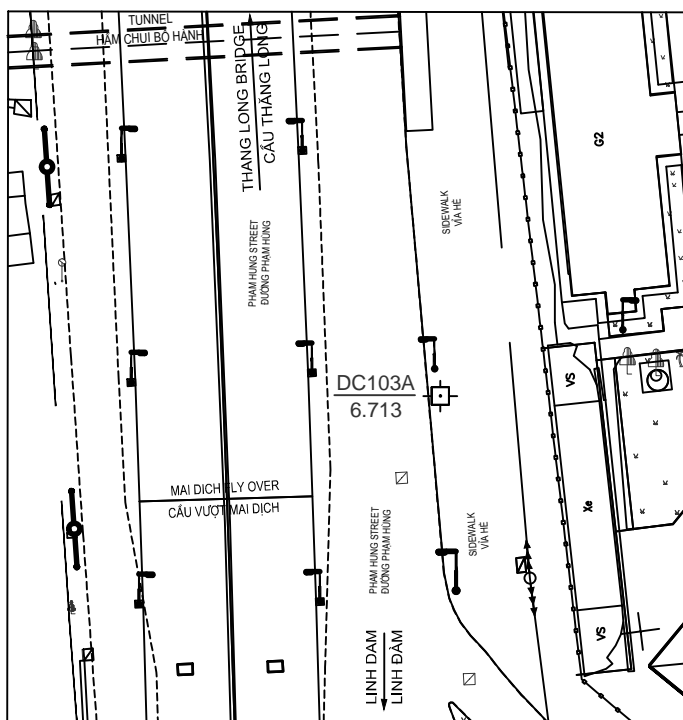 TUNNEL
HẦM CHUI BỘ HÀNH
THANG LONG BRIDGE
CẦU THĂNG LONG
G2
SIDEWALK
VỈA HÈ
PHAM HUNG STREET
ĐƯỜNG PHẠM HÙNG
DC103A
6.713
VS
MAI DICH FLY OVER
CẦU VƯỢT MAI DỊCH
Xe
PHAM HUNG STREET
ĐƯỜNG PHẠM HÙNG
SIDEWALK
VỈA HÈ
VS
LINH DAM
LINH ĐÀM